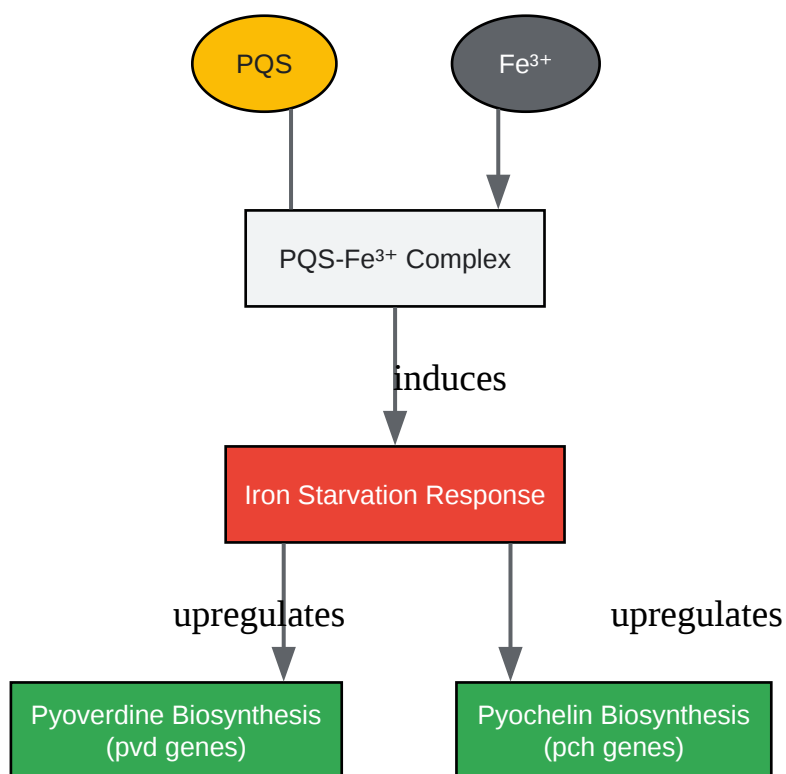 PQS
Fe³⁺
PQS-Fe³⁺ Complex
induces
Iron Starvation Response
upregulates
upregulates
Pyoverdine Biosynthesis
(pvd genes)
Pyochelin Biosynthesis
(pch genes)